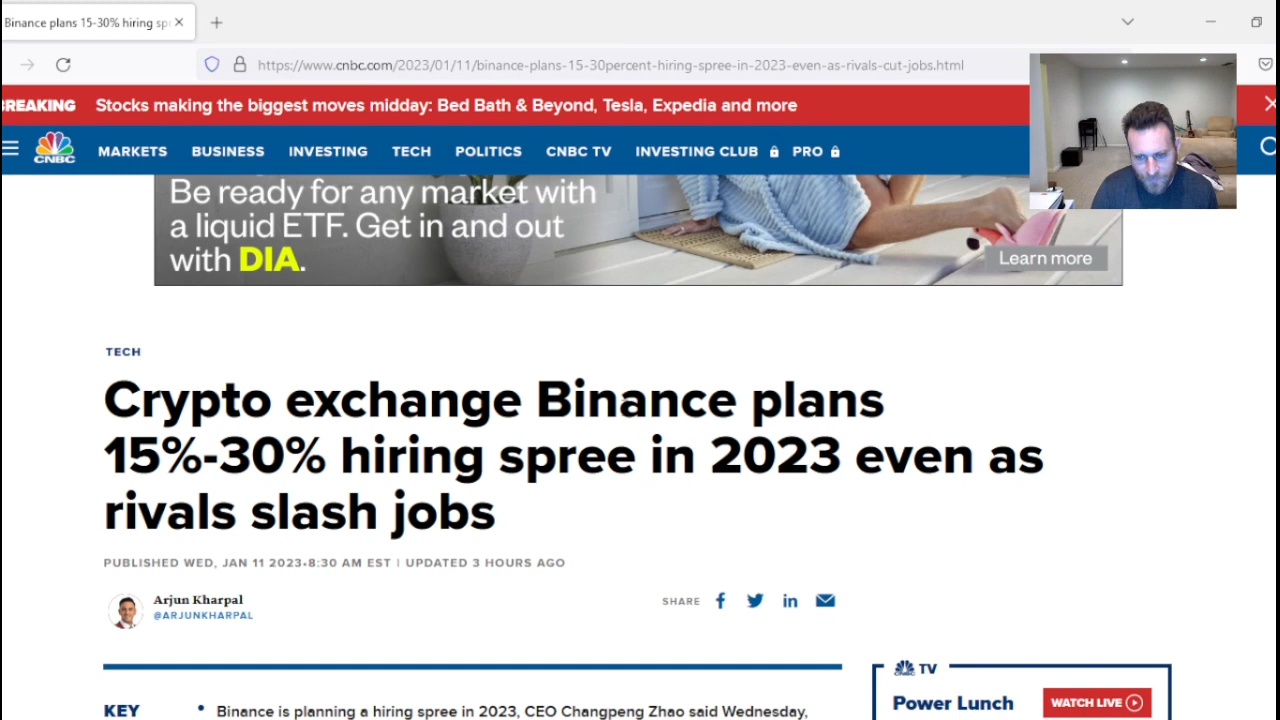 Binance plans 15-30% hiring sp
https://www.cnbc.com/2023/01/11/binance-plans-15-30percent-hiring-spree-in-2023-even-as-rivals-cut-jobs.html
BREAKING Stocks making the biggest moves midday: Bed Bath & Beyond, Tesla, Expedia and more
CNBC MARKETS BUSINESS INVESTING TECH POLITICS CNBC TV INVESTING CLUB PRO
Be ready for any market with
a liquid ETF. Get in and out
with DIA.
Learn more
TECH
Crypto exchange Binance plans
15%-30% hiring spree in 2023 even as
rivals slash jobs
PUBLISHED WED, JAN 11 2023•8:30 AM EST | UPDATED 3 HOURS AGO
Arjun Kharpal
@ARJUNKHARPAL
SHARE
KEY
• Binance is planning a hiring spree in 2023, CEO Changpeng Zhao said Wednesday,
CNBC TV
Power Lunch
WATCH LIVE